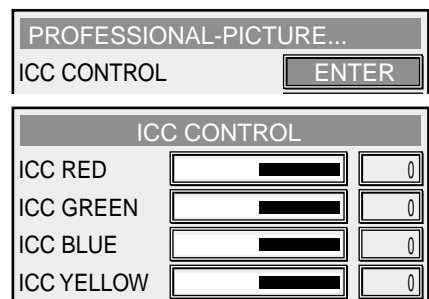 PROFESSIONAL-PICTURE...
ICC CONTROL ENTER
ICC CONTROL
ICC RED 0
ICC GREEN 0
ICC BLUE 0
ICC YELLOW 0